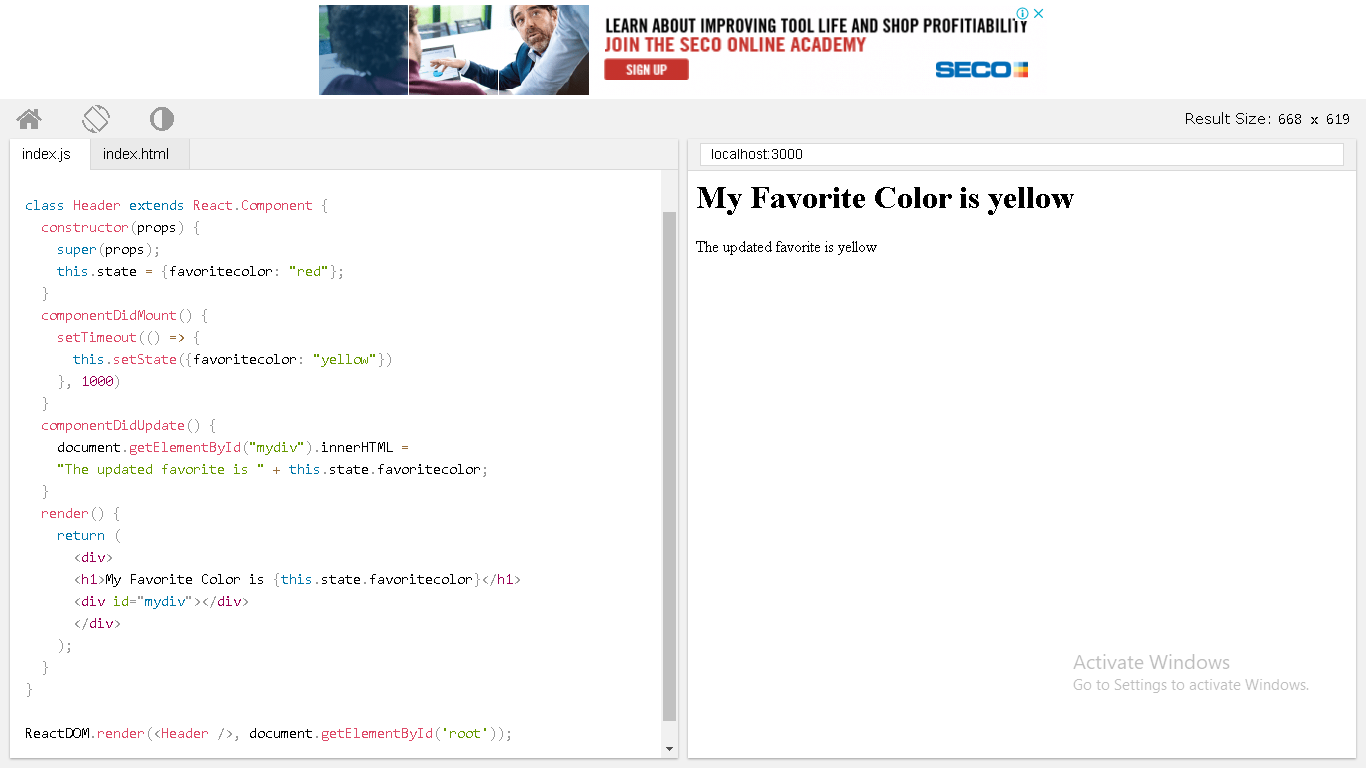 LEARN ABOUT IMPROVING TOOL LIFE AND SHOP PROFITIABILITY
JOIN THE SECO ONLINE ACADEMY
SIGN UP
SECO
Result Size: 668 x 619
index.js
index.html
class Header extends React.Component {
constructor(props) {
super(props);
this.state = {favoritecolor: "red"};
}
componentDidMount() {
setTimeout(() => {
this.setState({favoritecolor: "yellow"})
}, 1000)
}
componentDidUpdate() {
document.getElementById("mydiv").innerHTML =
"The updated favorite is " + this.state.favoritecolor;
}
render() {
return (
<div>
<h1>My Favorite Color is {this.state.favoritecolor}</h1>
<div id="mydiv"></div>
</div>
);
}
}
ReactDOM.render(<Header />, document.getElementById('root'));
localhost:3000
My Favorite Color is yellow
The updated favorite is yellow
Activate Windows
Go to Settings to activate Windows.